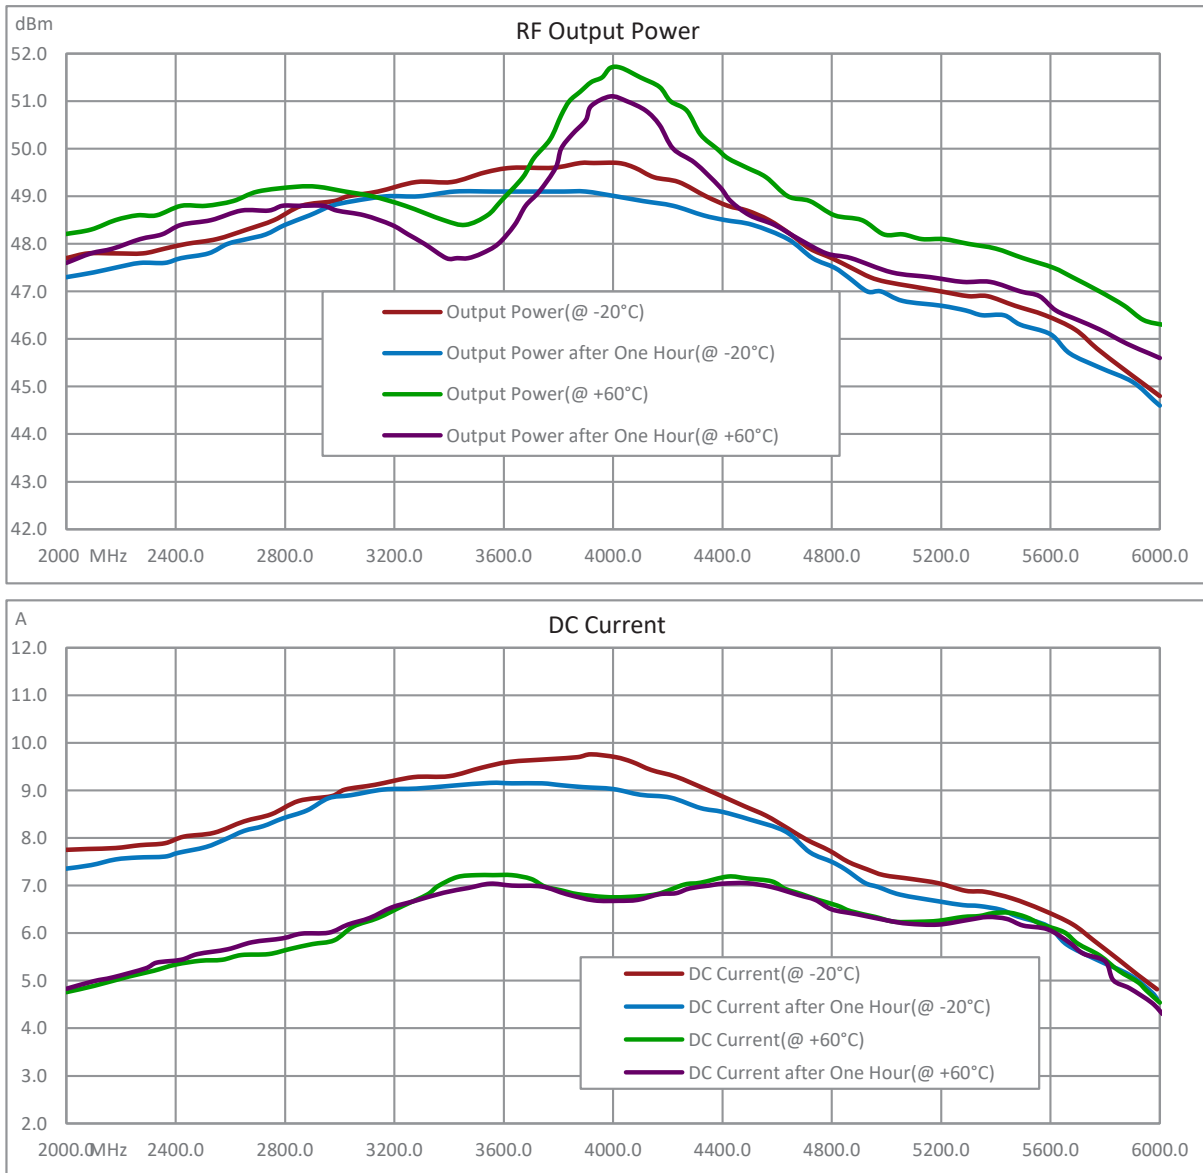 dBm
RF Output Power
52.0
51.0
50.0
49.0
48.0
47.0
46.0
45.0
44.0
43.0
42.0
Output Power(@ -20°C)
Output Power after One Hour(@ -20°C)
Output Power(@ +60°C)
Output Power after One Hour(@ +60°C)
2000 MHz 2400.0 2800.0 3200.0 3600.0 4000.0 4400.0 4800.0 5200.0 5600.0 6000.0
A
DC Current
12.0
11.0
10.0
9.0
8.0
7.0
6.0
5.0
4.0
3.0
2.0
DC Current(@ -20°C)
DC Current after One Hour(@ -20°C)
DC Current(@ +60°C)
DC Current after One Hour(@ +60°C)
2000.0 MHz 2400.0 2800.0 3200.0 3600.0 4000.0 4400.0 4800.0 5200.0 5600.0 6000.0